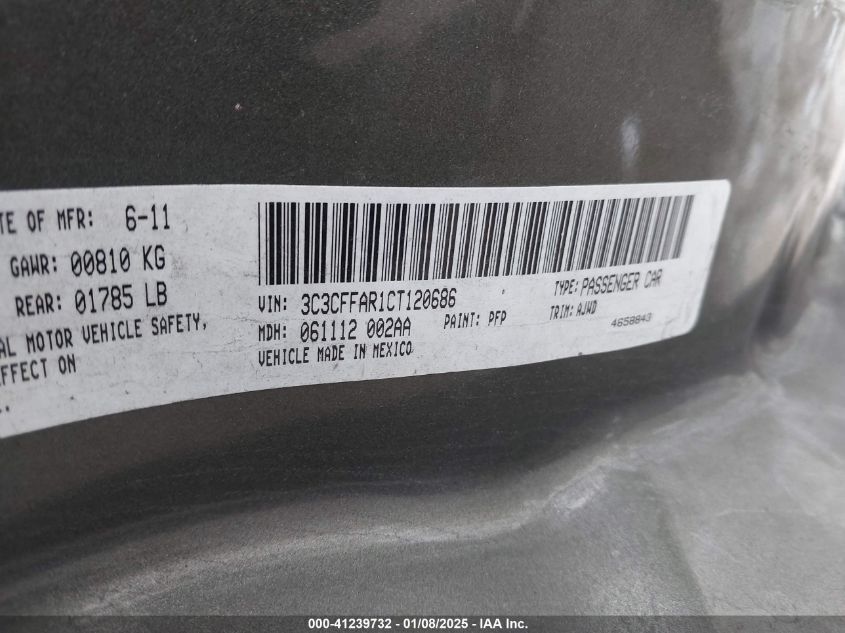 TE OF MFR: 6-11
GAWR: 00810 KG
REAR: 01785 LB
AL MOTOR VEHICLE SAFETY,
EFFECT ON
VIN: 3C3CFFAR1CT120686
TYPE: PASSENGER CAR
MDH: 061112 002AA
PAINT: PFP
TRIM: AJWD
VEHICLE MADE IN MEXICO
4658843
000-41239732 - 01/08/2025 - IAA Inc.